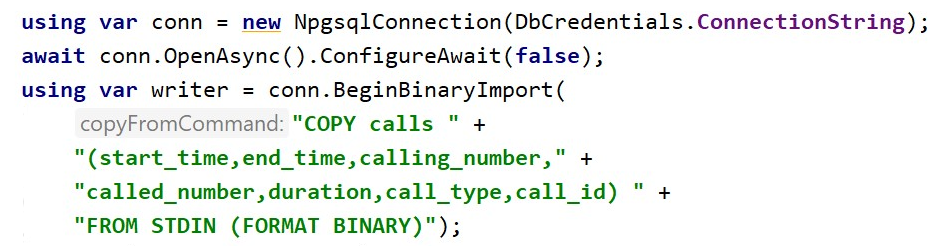 using var conn = new NpgsqlConnection(DbCredentials.ConnectionString);
await conn.OpenAsync().ConfigureAwait(false);
using var writer = conn.BeginBinaryImport(
copyFromCommand: "COPY calls " +
"(start_time,end_time,calling_number," +
"called_number,duration,call_type,call_id) " +
"FROM STDIN (FORMAT BINARY)");